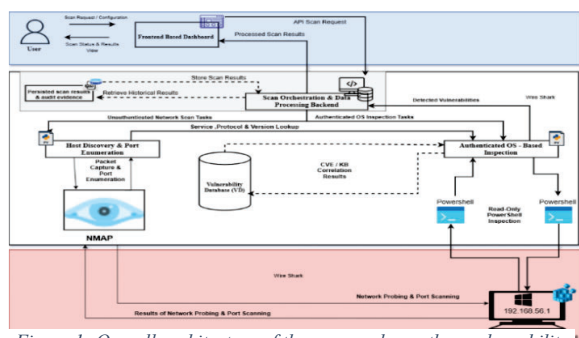 Scan Request / Configuration
User
Scan Status & Results
View
Frontend Based Dashboard
API Scan Request
Processed Scan Results
Store Scan Results
Persisted scan results
& audit evidence
Retrieve Historical Results
Scan Orchestration & Data
Processing Backend
Detected Vulnerabilities
Wire Shark
Unauthenticated Network Scan Tasks
Authenticated OS Inspection Tasks
Service ,Protocol & Version Lookup
Host Discovery & Port
Enumeration
Authenticated OS - Based
Inspection
Packet
Capture &
Port
Enumeration
NMAP
Vulnerability
Database (VD)
CVE / KB
Correlation
Results
Powershell
Powershell
Read-Only
PowerShell
Inspection
Wire Shark
Network Probing & Port Scanning
Results of Network Probing & Port Scanning
192.168.56.1